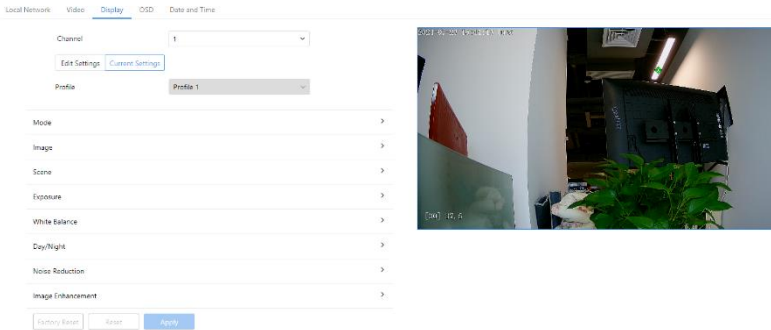 Local Network Video Display OSD Date and Time
Channel 1
Edit Settings Current Settings
Profile Profile 1
Mode
Image
Scene
Exposure
White Balance
Day/Night
Noise Reduction
Image Enhancement
Factory Reset Reset Apply